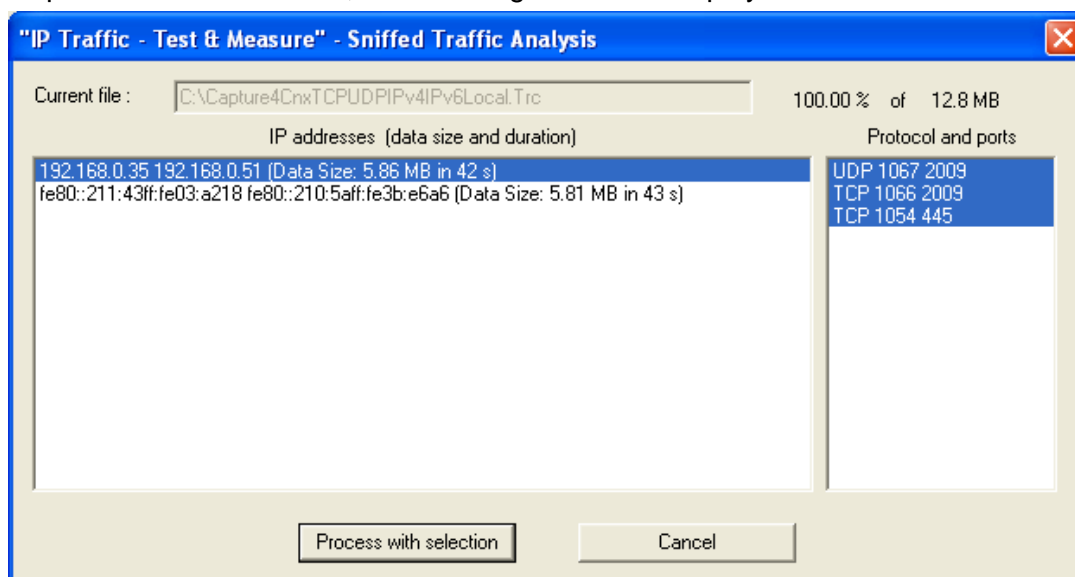 "IP Traffic - Test & Measure" - Sniffed Traffic Analysis
Current file : C:\Capture4CnxTCPUDPIPv4IPv6Local.Trc 100.00 % of 12.8 MB
IP addresses (data size and duration) Protocol and ports
192.168.0.35 192.168.0.51 (Data Size: 5.86 MB in 42 s) UDP 1067 2009
fe80::211:43ff:fe03:a218 fe80::210:5aff:fe3b:e6a6 (Data Size: 5.81 MB in 43 s) TCP 1066 2009
TCP 1054 445
Process with selection Cancel